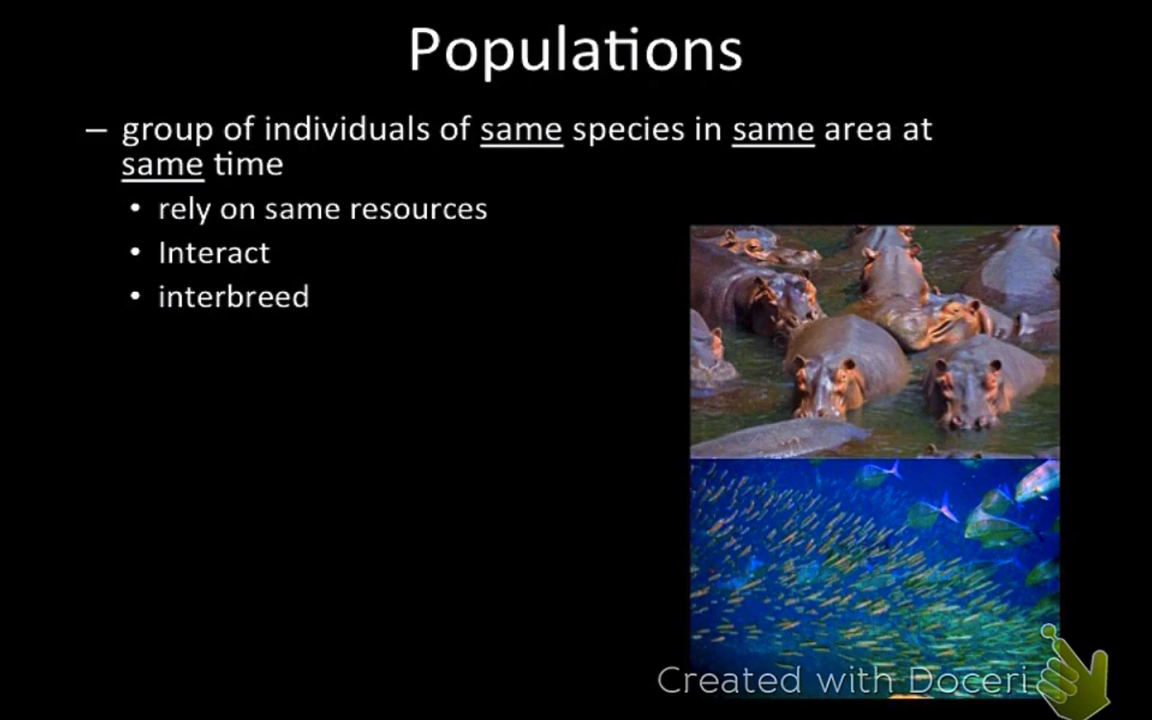 Populations
– group of individuals of same species in same area at
same time
• rely on same resources
• Interact
• interbreed
Created with Doceri